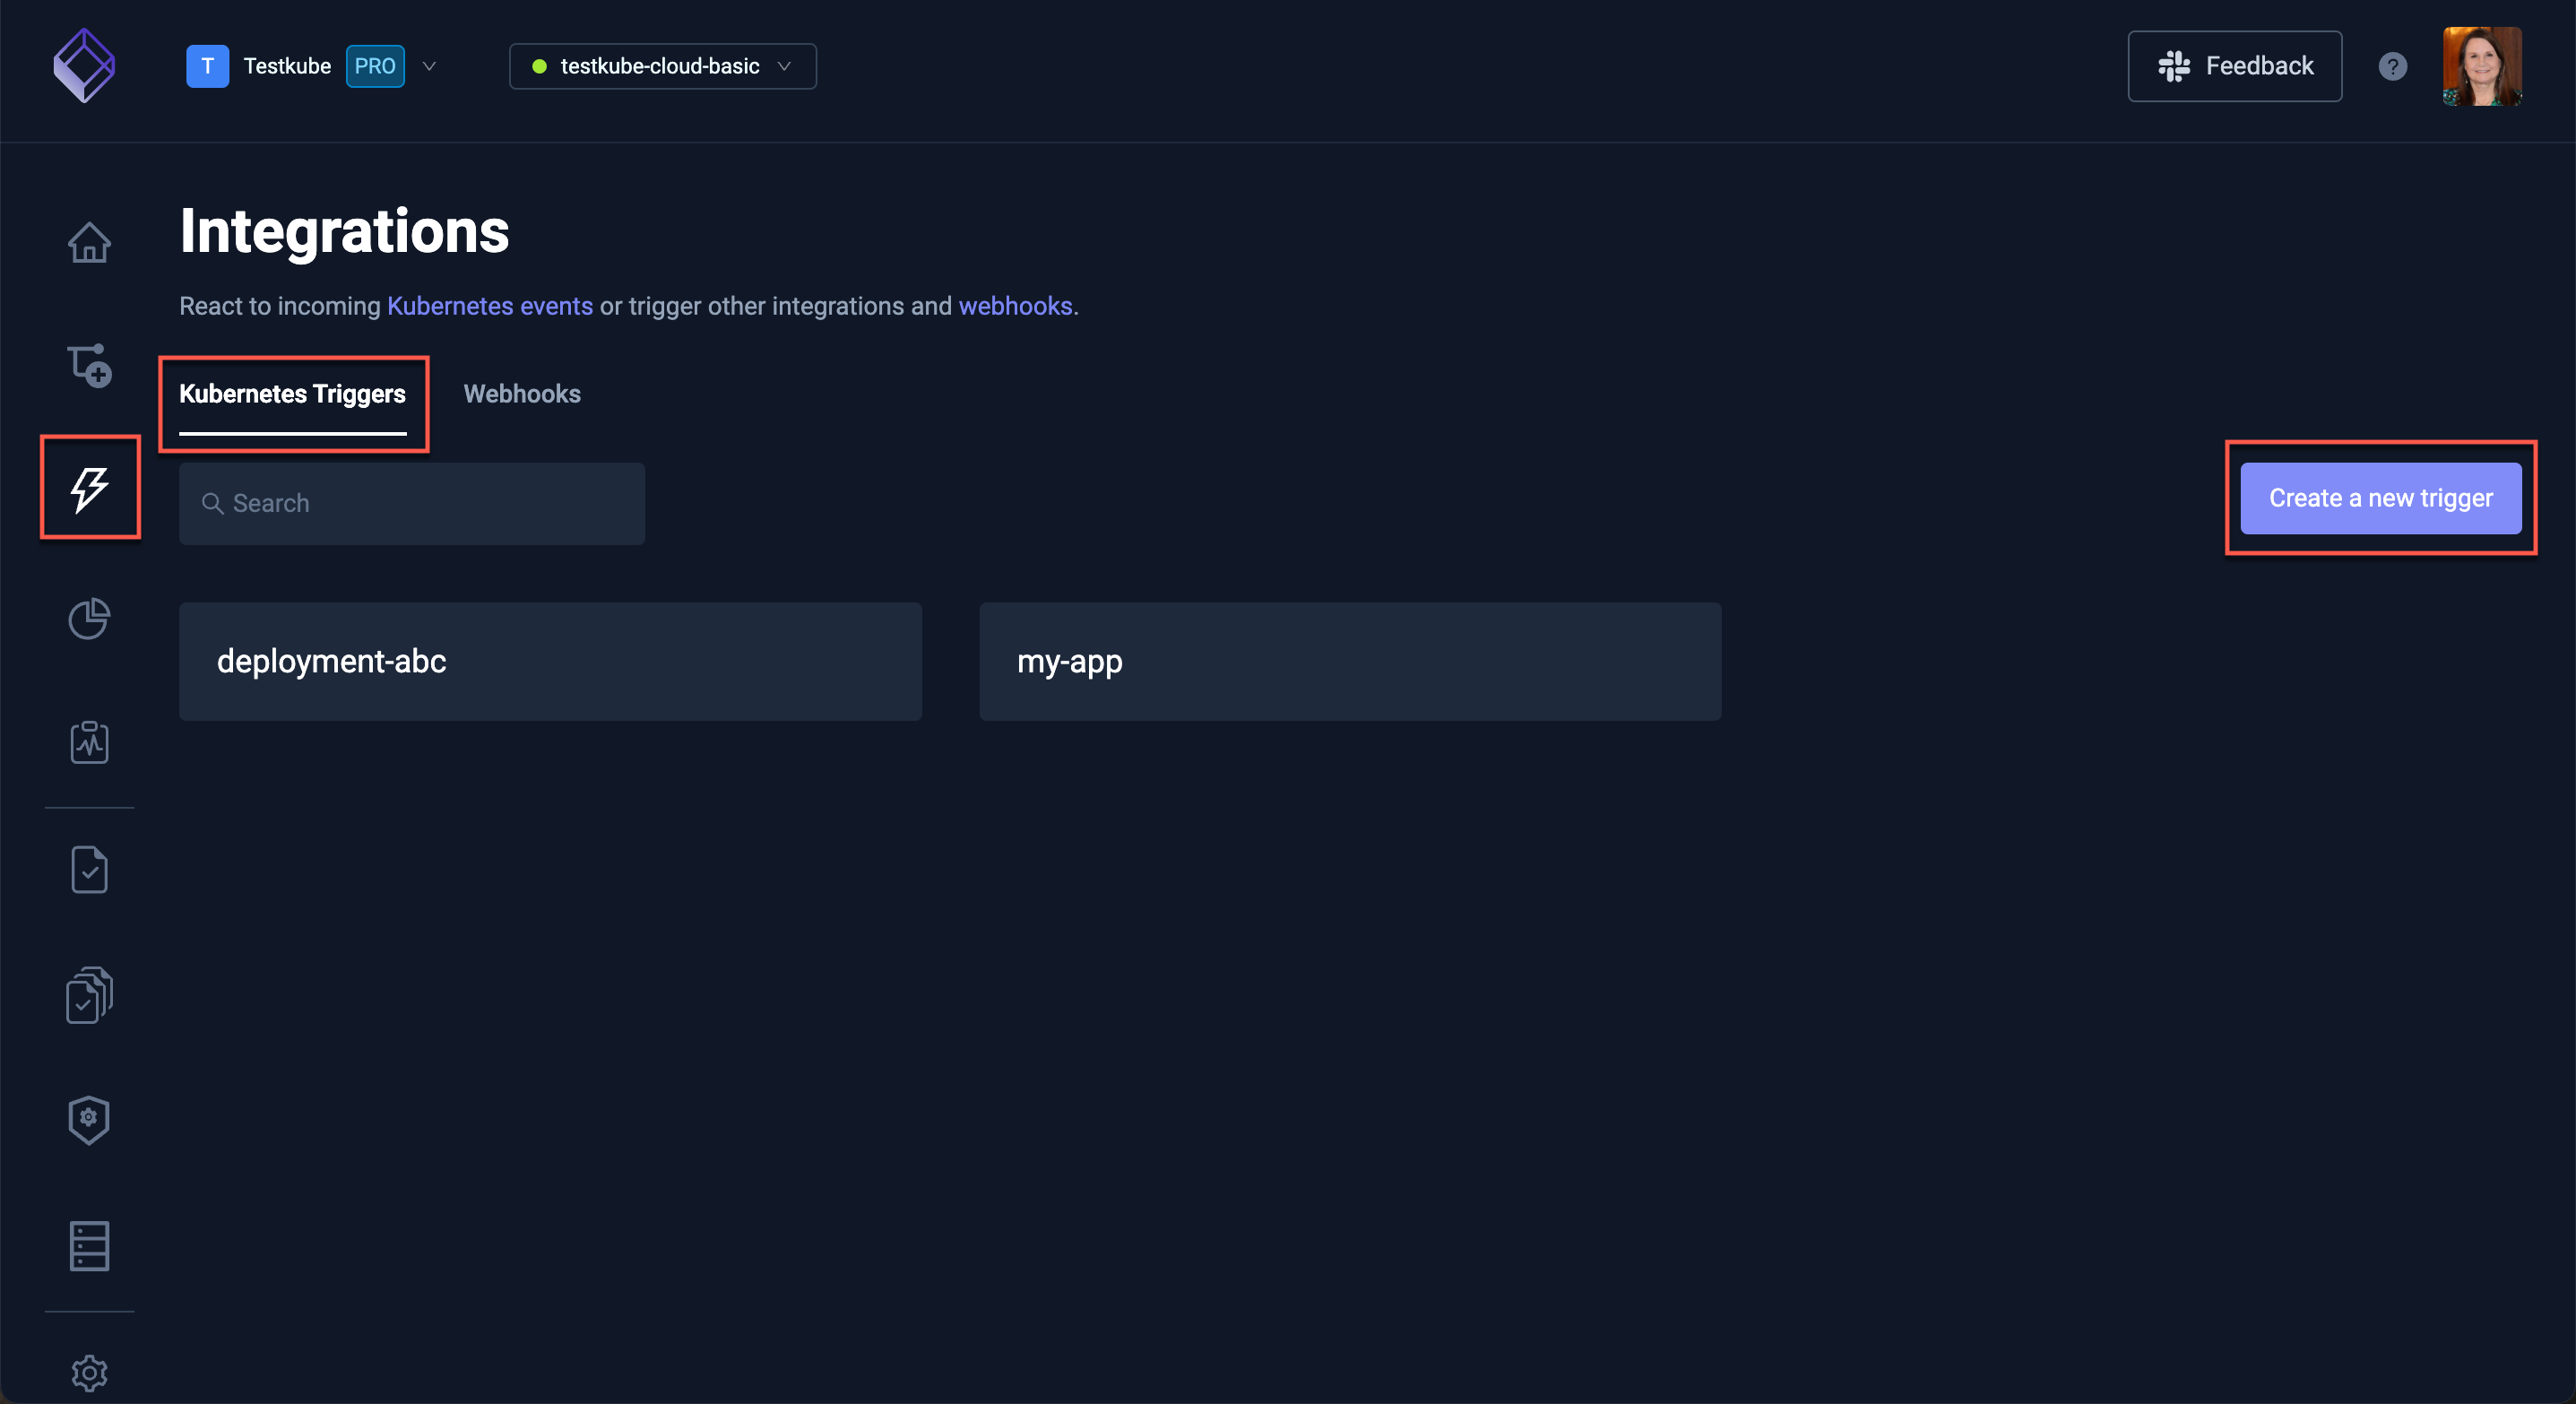 T Testkube PRO testkube-cloud-basic Feedback ?
Integrations
React to incoming Kubernetes events or trigger other integrations and webhooks.
Kubernetes Triggers Webhooks
Search Create a new trigger
deployment-abc my-app